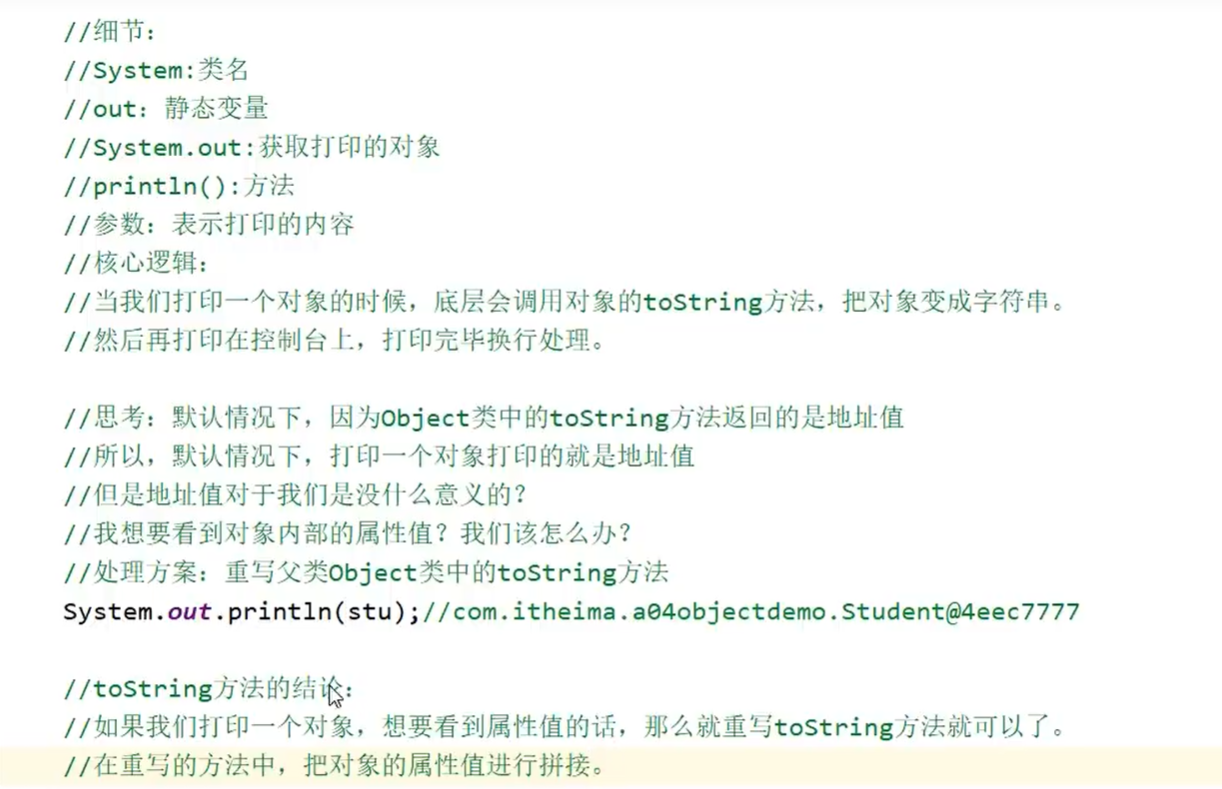 //细节：
//System:类名
//out：静态变量
//System.out:获取打印的对象
//println():方法
//参数：表示打印的内容
//核心逻辑：
//当我们打印一个对象的时候，底层会调用对象的toString方法，把对象变成字符串。
//然后再打印在控制台上，打印完毕换行处理。
//思考：默认情况下，因为Object类中的toString方法返回的是地址值
//所以，默认情况下，打印一个对象打印的就是地址值
//但是地址值对于我们是没什么意义的？
//我想要看到对象内部的属性值？我们该怎么办？
//处理方案：重写父类Object类中的toString方法
System.out.println(stu);//com.itheima.a04objectdemo.Student@4eec7777
//toString方法的结论：
//如果我们打印一个对象，想要看到属性值的话，那么就重写toString方法就可以了。
//在重写的方法中，把对象的属性值进行拼接。